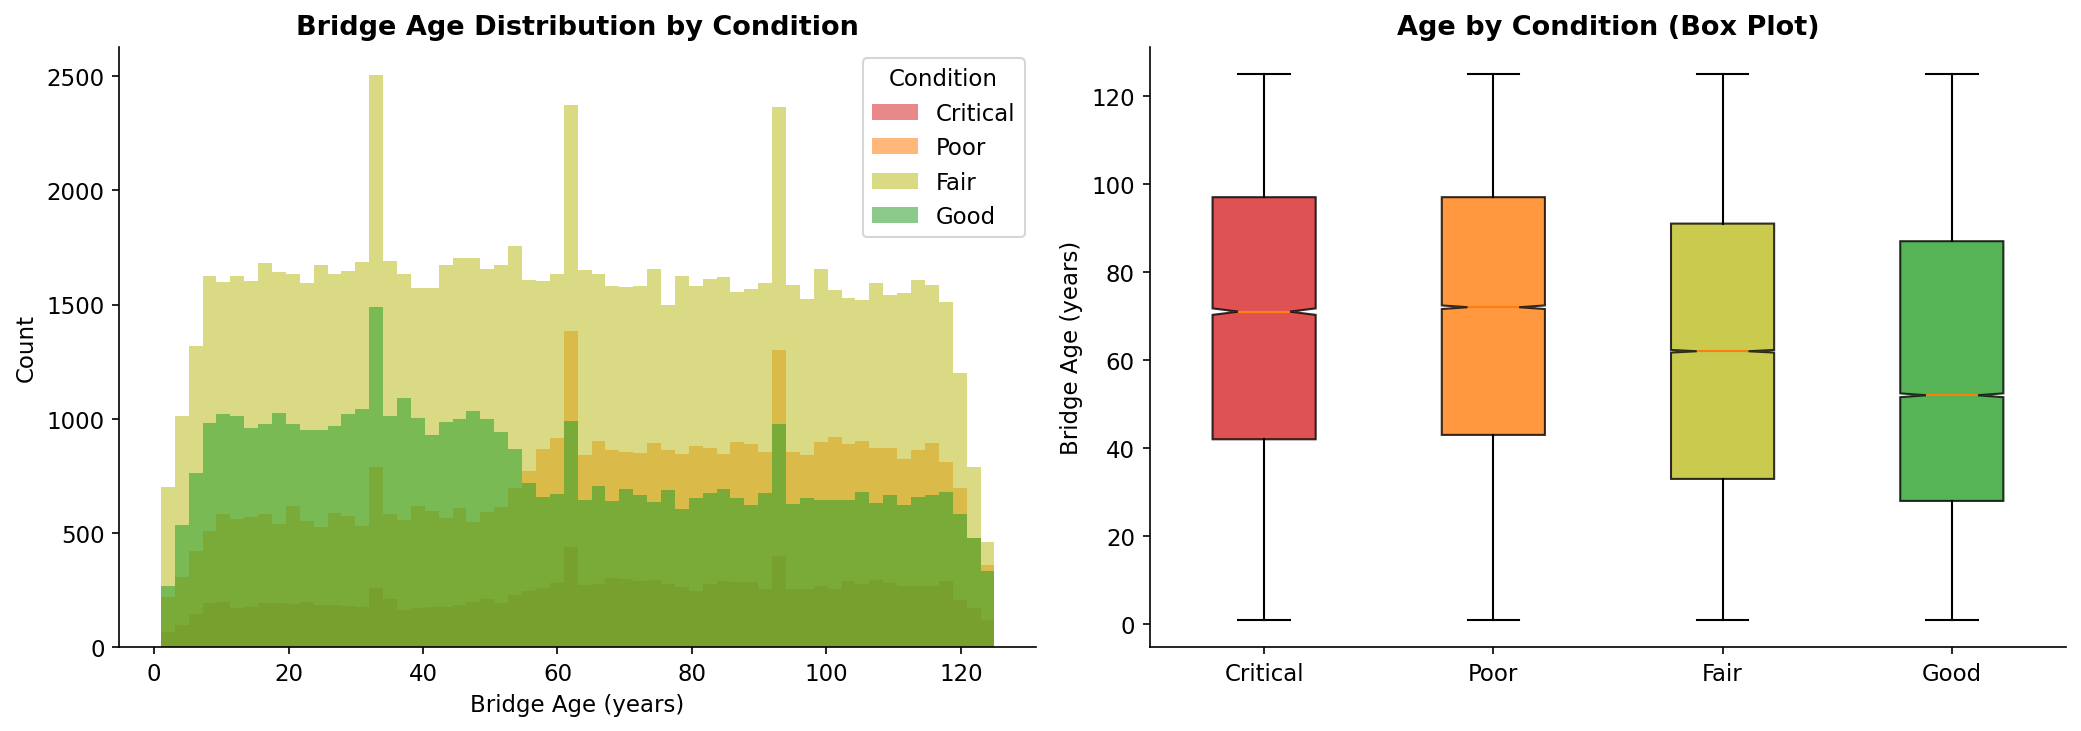 Bridge Age Distribution by Condition
Count
2500
2000
1500
1000
500
0
0 20 40 60 80 100 120
Bridge Age (years)
Condition
Critical
Poor
Fair
Good
Age by Condition (Box Plot)
Bridge Age (years)
120
100
80
60
40
20
0
Critical Poor Fair Good